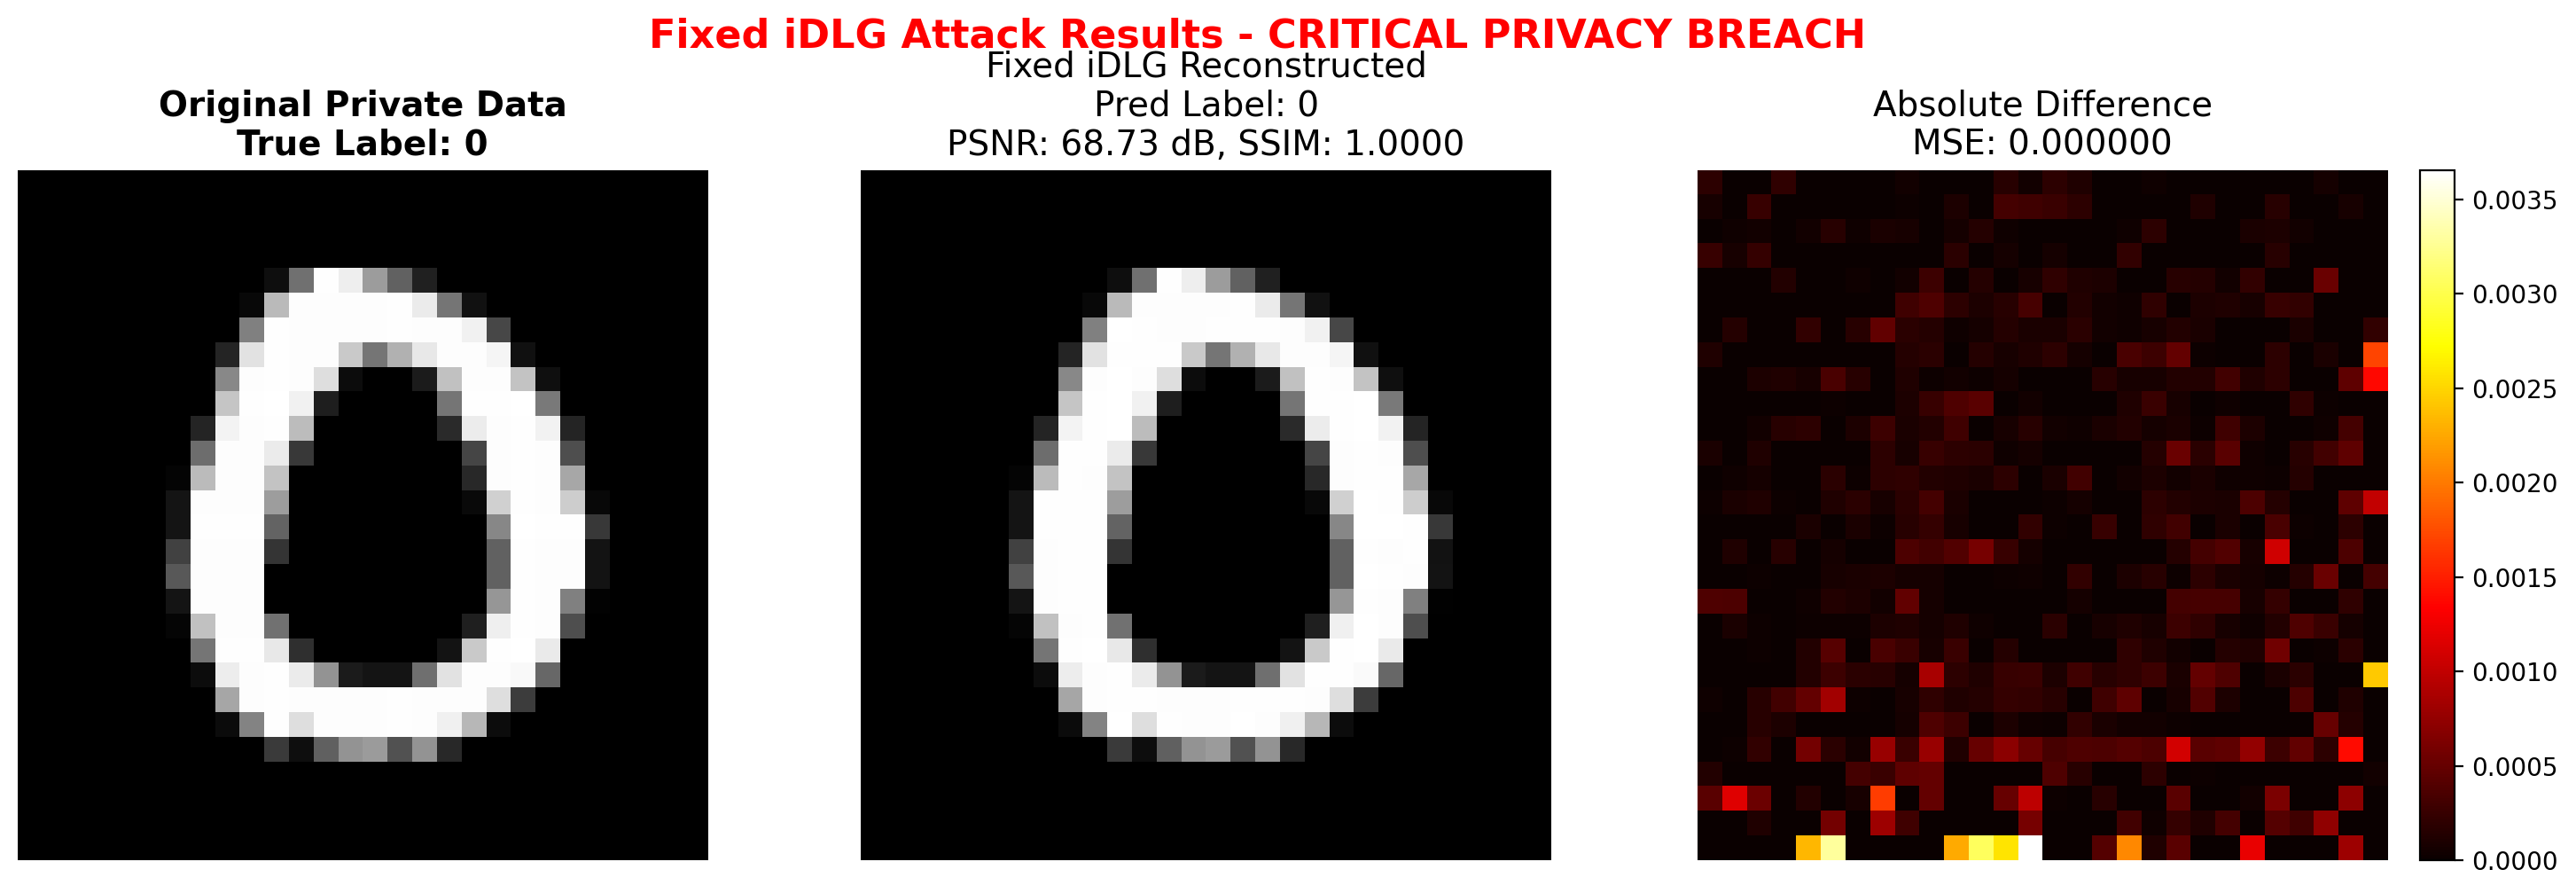 Fixed iDLG Attack Results - CRITICAL PRIVACY BREACH
Original Private Data
True Label: 0
Fixed iDLG Reconstructed
Pred Label: 0
PSNR: 68.73 dB, SSIM: 1.0000
Absolute Difference
MSE: 0.000000
0.0035
0.0030
0.0025
0.0020
0.0015
0.0010
0.0005
0.0000